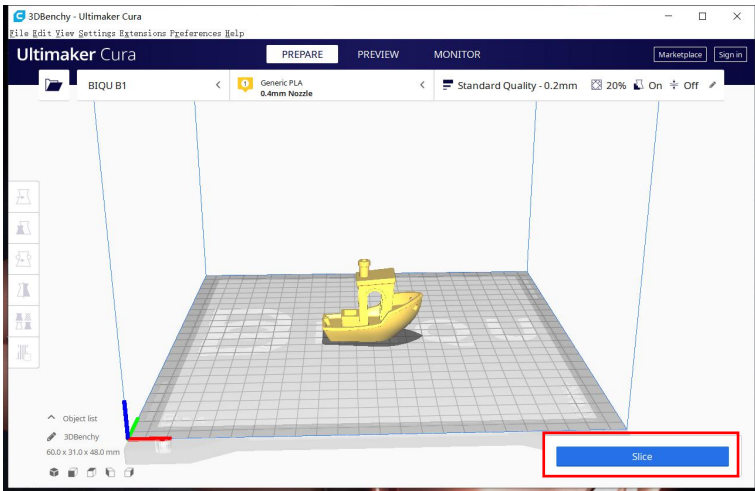 3DBenchy - Ultimaker Cura
File Edit View Settings Extensions Preferences Help
Ultimaker Cura PREPARE PREVIEW MONITOR Marketplace Sign in
BIQU B1
1 Generic PLA
0.4mm Nozzle
Standard Quality - 0.2mm 20% On Off
Object list
3DBenchy
60.0 x 31.0 x 48.0 mm
Slice